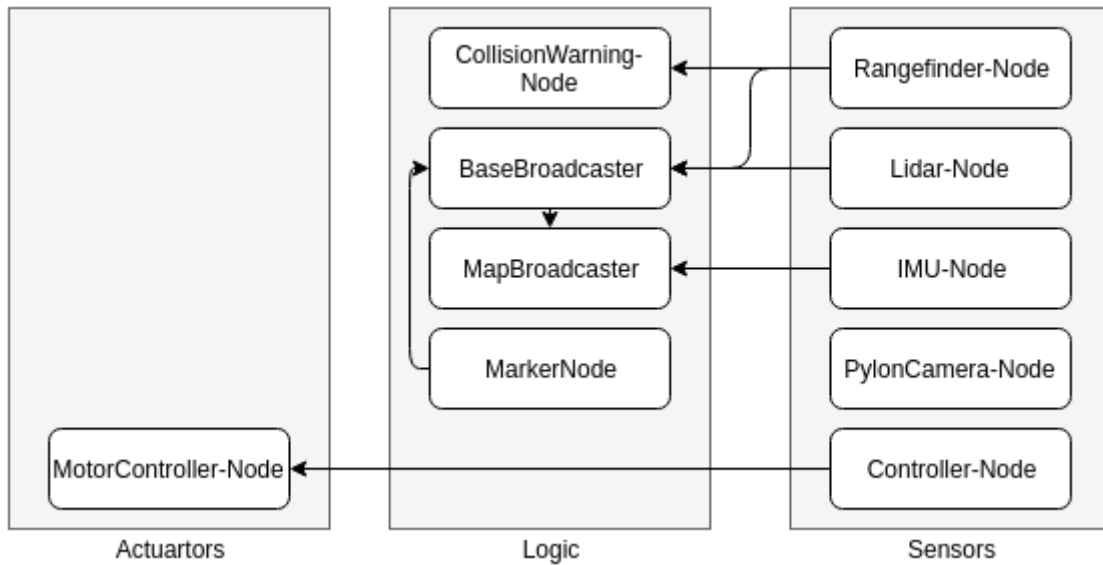 CollisionWarning-
Node
Rangefinder-Node
BaseBroadcaster
Lidar-Node
MapBroadcaster
IMU-Node
MarkerNode
PylonCamera-Node
MotorController-Node
Controller-Node
Actuartors
Logic
Sensors